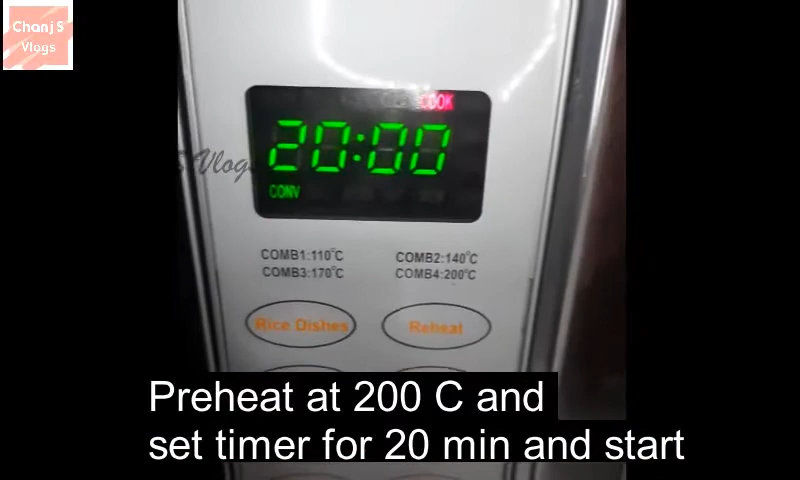 Chanj S
Vlogs
COOK
20:00
Vlogs
CONV
COMB1:110°C
COMB2:140°C
COMB3:170°C
COMB4:200°C
Rice Dishes
Reheat
Preheat at 200 C and
set timer for 20 min and start